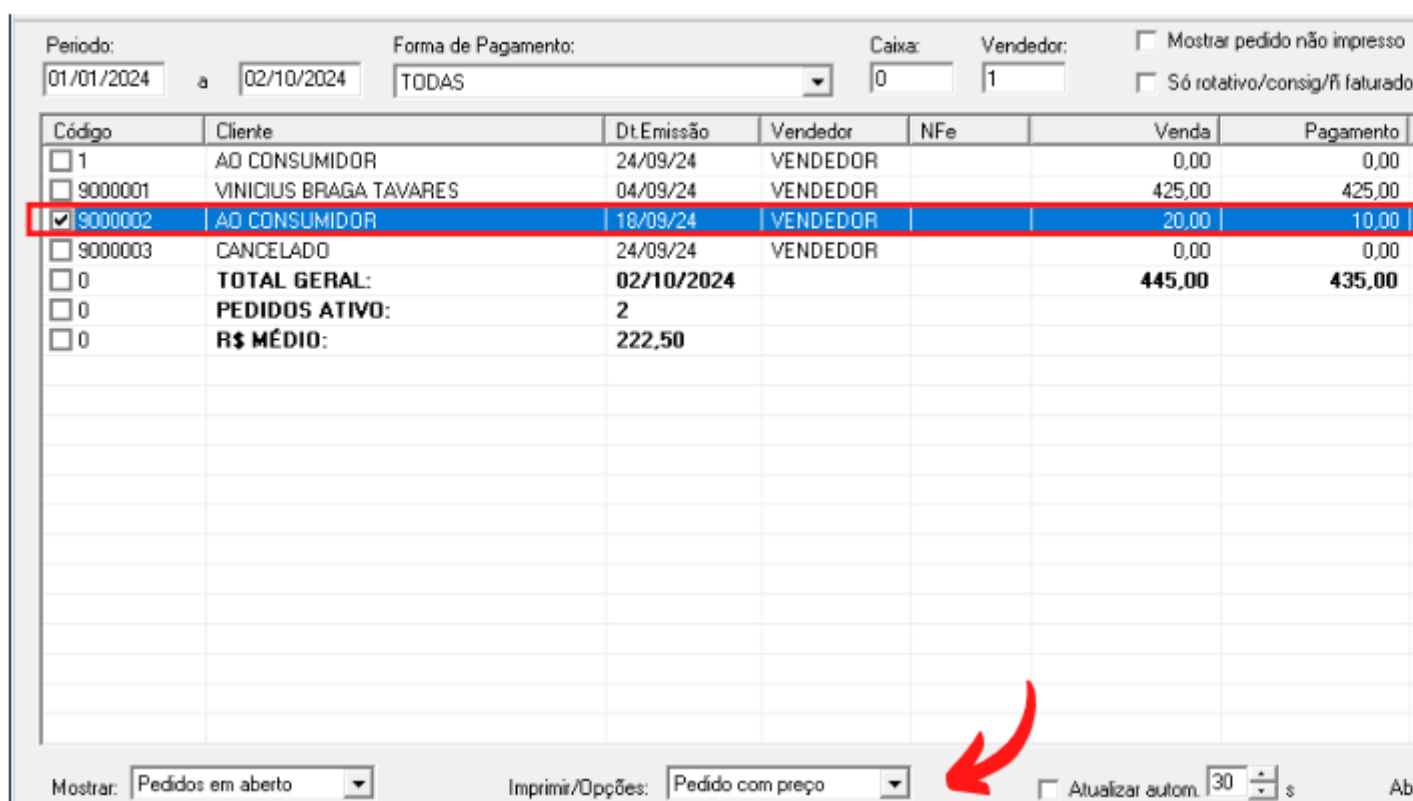 Periodo: Forma de Pagamento: Caixa: Vendedor: Mostrar pedido não impresso
01/01/2024 a 02/10/2024 TODAS 0 1 Só rotativo/consig/ñ faturado
Código Cliente Dt.Emissão Vendedor NFe Venda Pagamento
1 AO CONSUMIDOR 24/09/24 VENDEDOR 0,00 0,00
9000001 VINICIUS BRAGA TAVARES 04/09/24 VENDEDOR 425,00 425,00
9000002 AO CONSUMIDOR 18/09/24 VENDEDOR 20,00 10,00
9000003 CANCELADO 24/09/24 VENDEDOR 0,00 0,00
0 TOTAL GERAL: 02/10/2024 445,00 435,00
0 PEDIDOS ATIVO: 2
0 R$ MÉDIO: 222,50
Mostrar: Pedidos em aberto Imprimir/Opções: Pedido com preço Atualizar autom. 30 s Ab